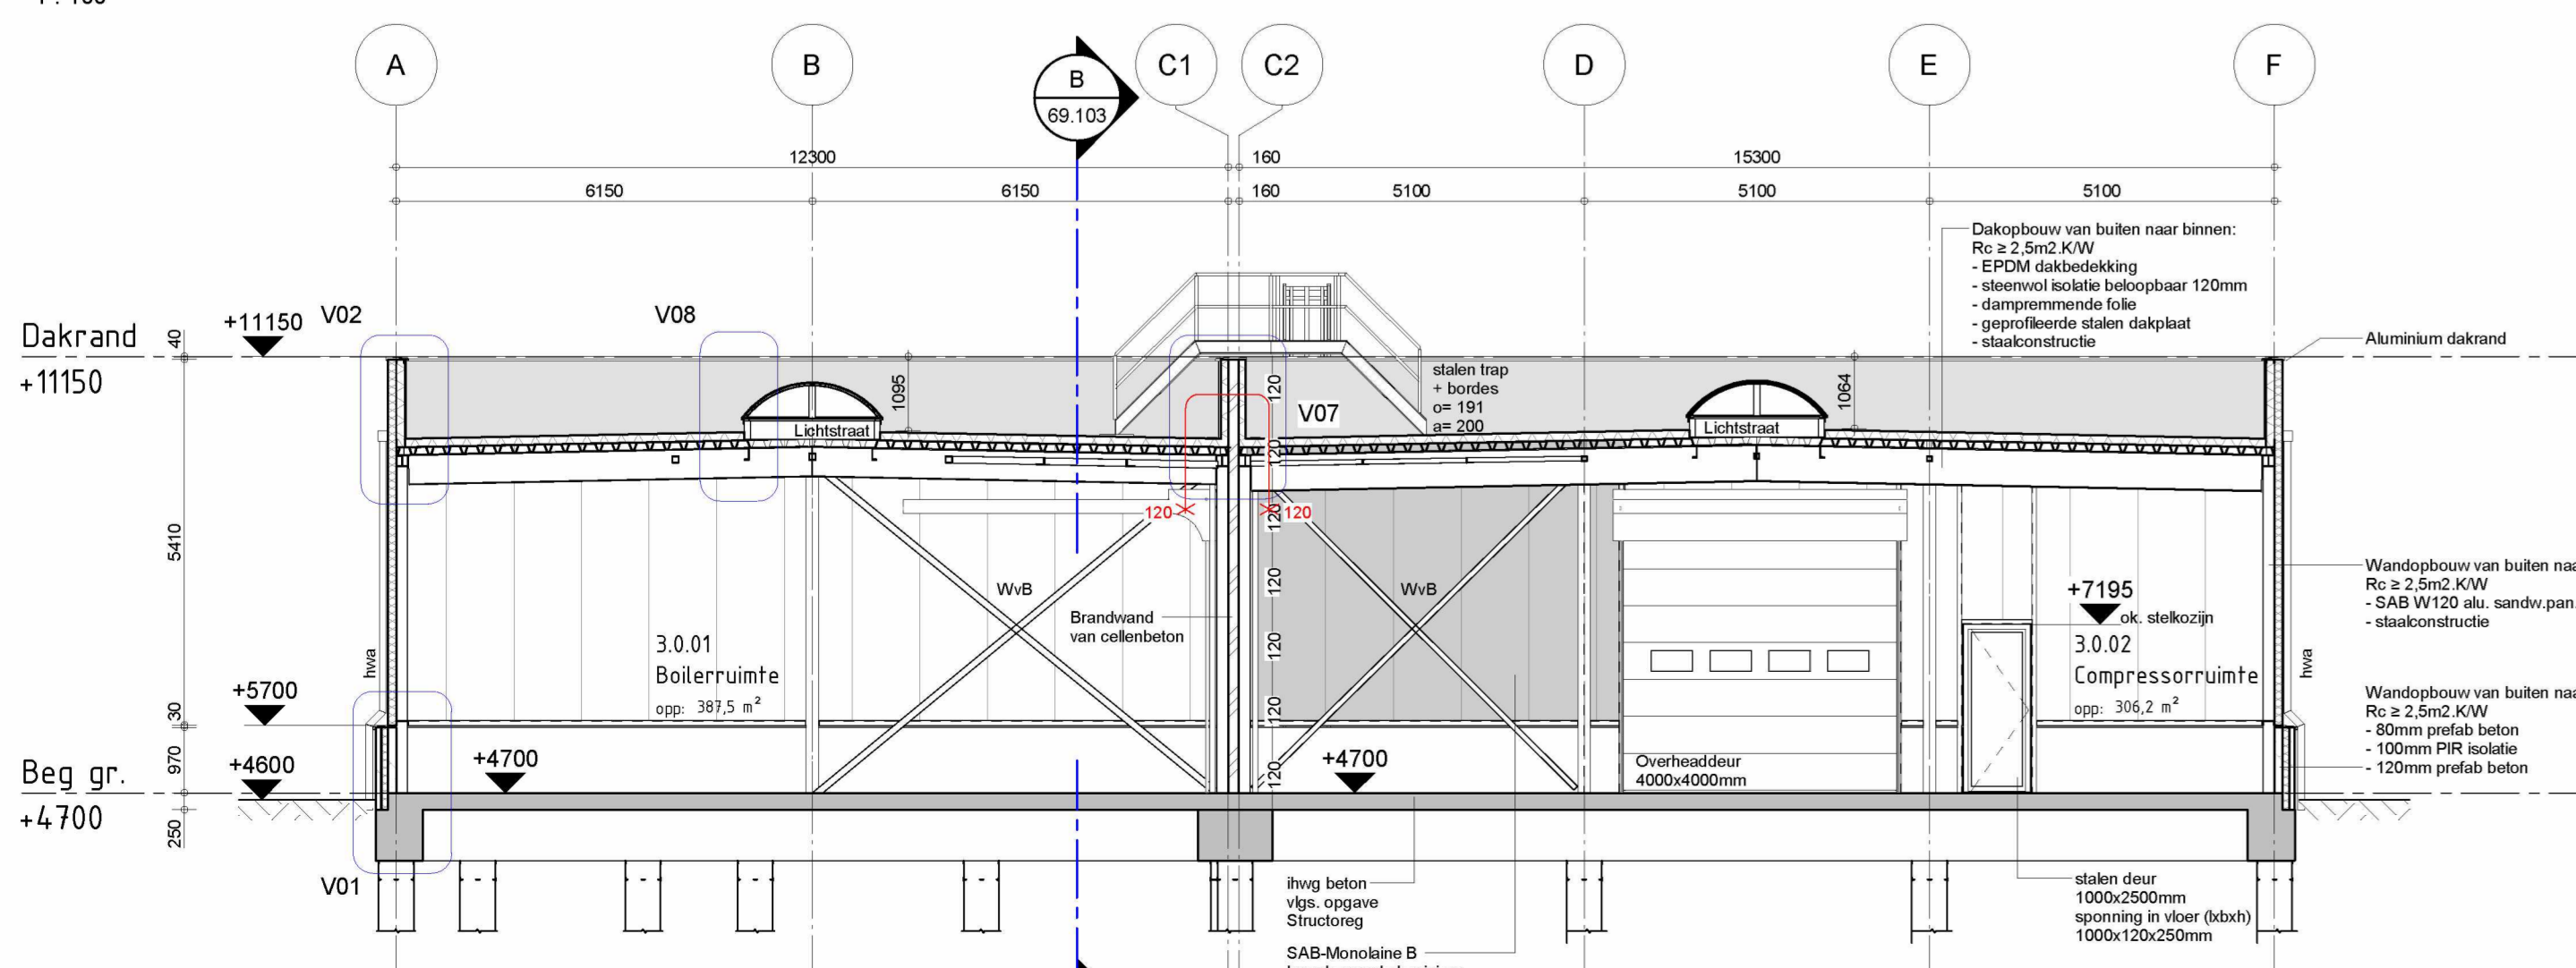 A
B
C1
C2
D
E
F
B
69.103
12300
160
15300
6150
6150
160
5100
5100
5100
Dakopbouw van buiten naar binnen:
Rc ≥ 2,5m2.K/W
- EPDM dakbedekking
- steenwol isolatie beloopbaar 120mm
- dampremmende folie
- geprofileerde stalen dakplaat
- staalconstructie
Dakrand
+11150
40
+11150
V02
V08
Aluminium dakrand
1095
Lichtstraat
120
V07
stalen trap
+ bordes
o= 191
a= 200
Lichtstraat
1064
120
120
120
120
5410
WvB
120
WvB
Brandwand
van cellenbeton
120
+7195
ok. stelkozijn
Wandopbouw van buiten
Rc ≥ 2,5m2.K/W
- SAB W120 alu. sandw.pan.
- staalconstructie
3.0.01
Boilerruimte
opp: 387,5 m²
3.0.02
Compressorruimte
opp: 306,2 m²
hwa
hwa
+5700
30
120
Wandopbouw van buiten
Rc ≥ 2,5m2.K/W
- 80mm prefab beton
- 100mm PIR isolatie
- 120mm prefab beton
970
Beg gr.
+4700
+4600
+4700
120
+4700
Overheaddeur
4000x4000mm
250
V01
ihwg beton
vlgs. opgave
Structoreg
stalen deur
1000x2500mm
sponning in vloer (lxbxh)
1000x120x250mm
SAB-Monolaine B